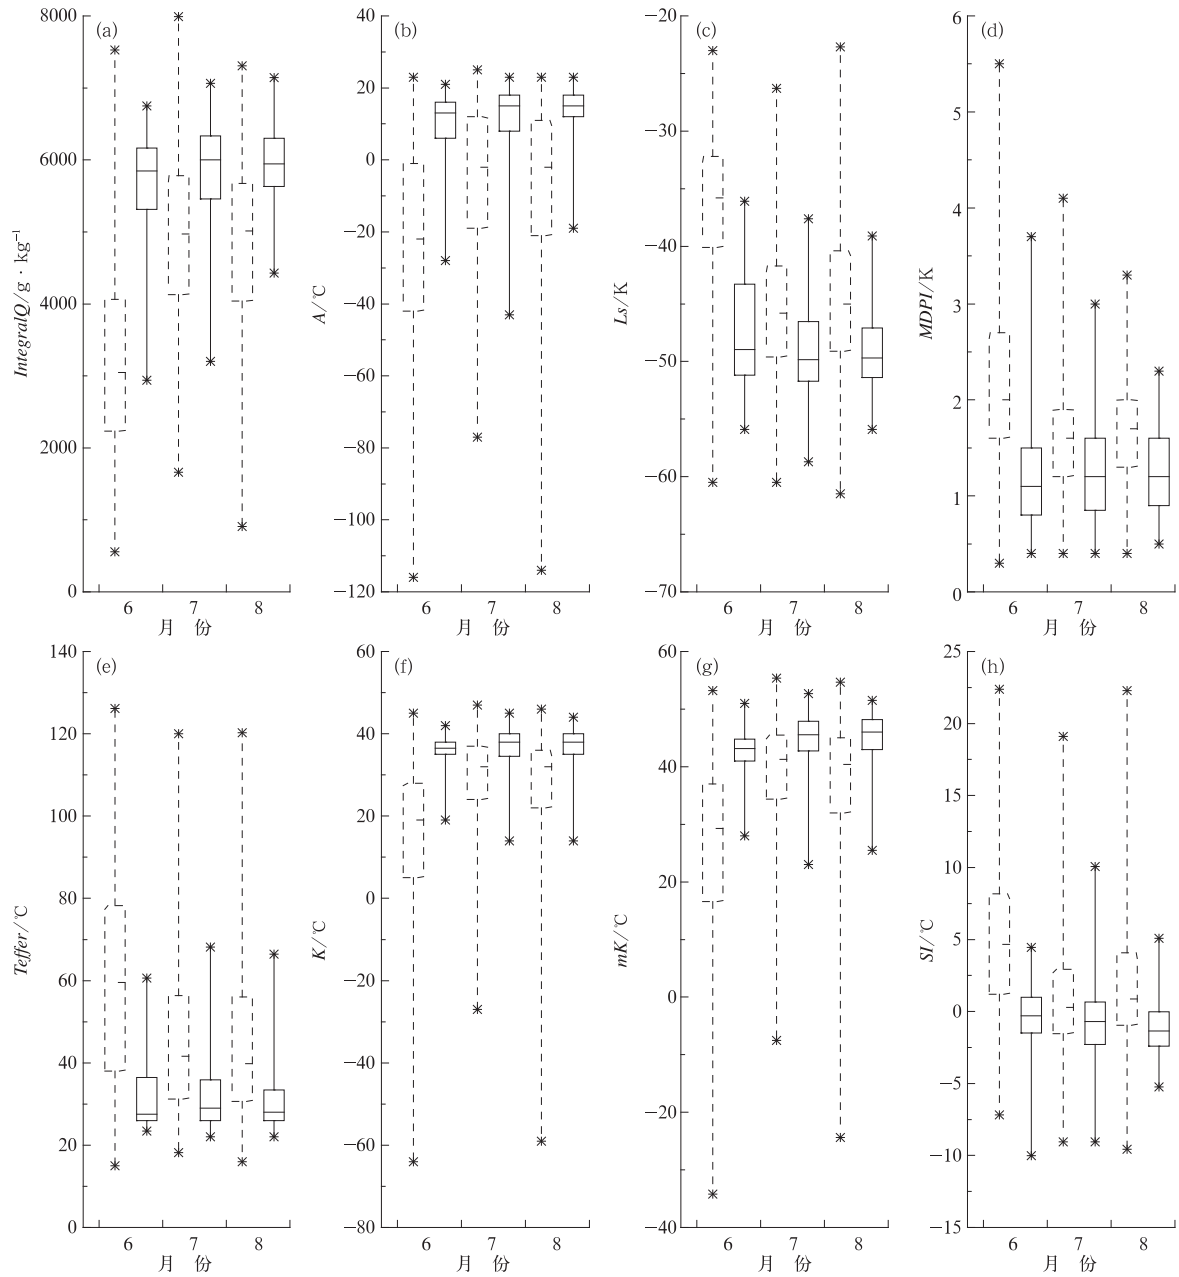 (a)
8000
6000
4000
2000
0
IntegralQ/g · kg⁻¹
6 7 8
月 份
(b)
40
20
0
−20
−40
−60
−80
−100
−120
A/℃
6 7 8
月 份
(c)
−20
−30
−40
−50
−60
−70
Ls/K
6 7 8
月 份
(d)
6
5
4
3
2
1
0
MDPI/K
6 7 8
月 份
(e)
140
120
100
80
60
40
20
0
Teffer/℃
6 7 8
月 份
(f)
60
40
20
0
−20
−40
−60
−80
K/℃
6 7 8
月 份
(g)
60
40
20
0
−20
−40
mK/℃
6 7 8
月 份
(h)
25
20
15
10
5
0
−5
−10
−15
SI/℃
6 7 8
月 份